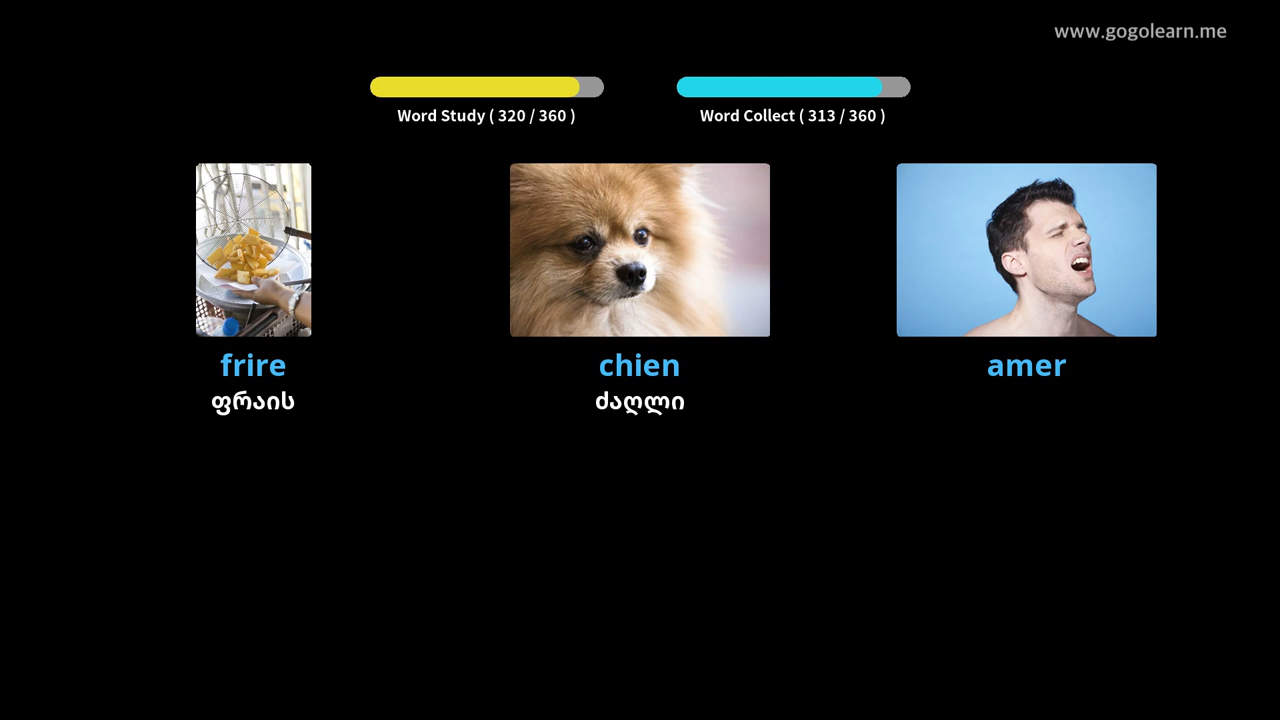 www.gogolearn.me
Word Study ( 320 / 360 )
Word Collect ( 313 / 360 )
frire
chien
amer
ფრაის
ძაღლი